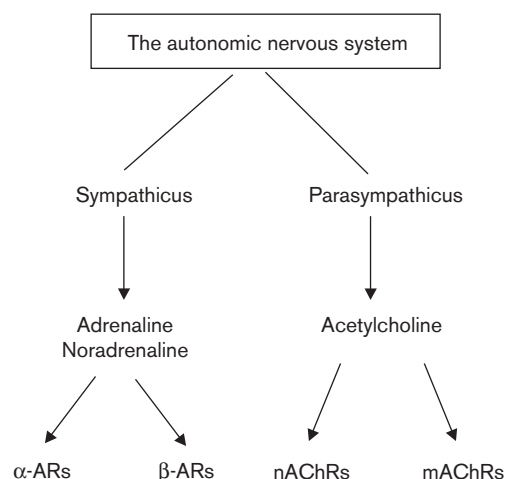 The autonomic nervous system
Sympathicus
Parasympathicus
Adrenaline
Noradrenaline
Acetylcholine
α-ARs
β-ARs
nAChRs
mAChRs